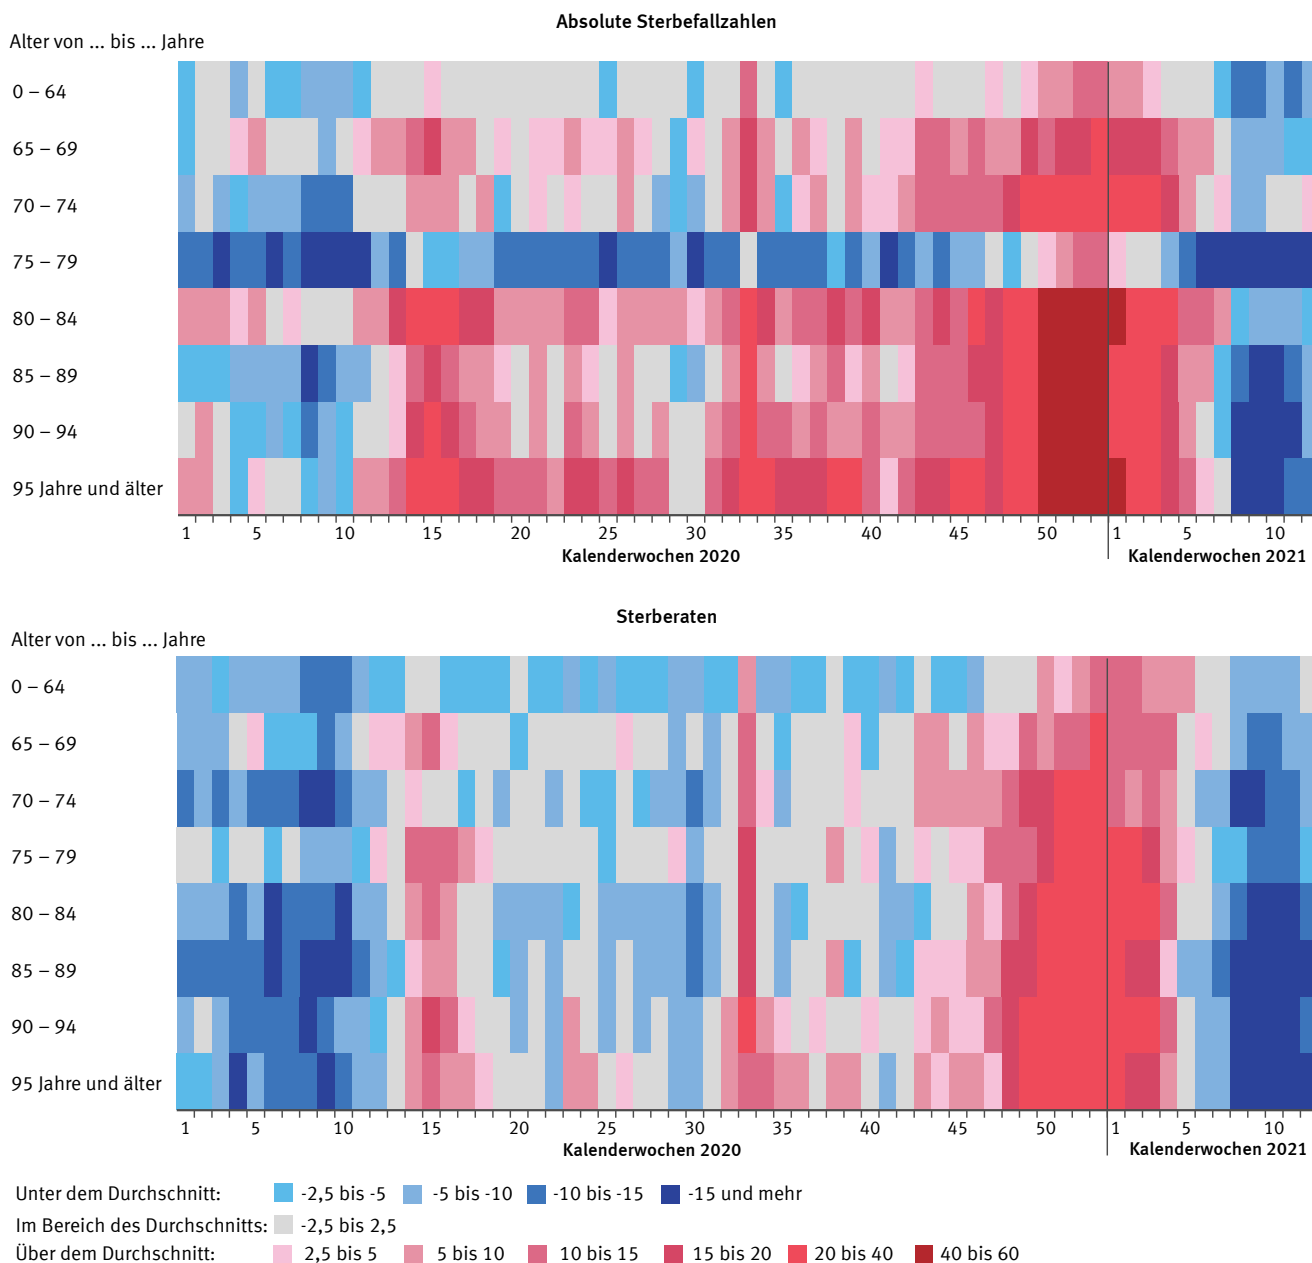 Absolute Sterbefallzahlen
Alter von ... bis ... Jahre
0 – 64
65 – 69
70 – 74
75 – 79
80 – 84
85 – 89
90 – 94
95 Jahre und älter
1 5 10 15 20 25 30 35 40 45 50 1 5 10
Kalenderwochen 2020 Kalenderwochen 2021
Sterberaten
Alter von ... bis ... Jahre
0 – 64
65 – 69
70 – 74
75 – 79
80 – 84
85 – 89
90 – 94
95 Jahre und älter
1 5 10 15 20 25 30 35 40 45 50 1 5 10
Kalenderwochen 2020 Kalenderwochen 2021
Unter dem Durchschnitt: -2,5 bis -5 -5 bis -10 -10 bis -15 -15 und mehr
Im Bereich des Durchschnitts: -2,5 bis 2,5
Über dem Durchschnitt: 2,5 bis 5 5 bis 10 10 bis 15 15 bis 20 20 bis 40 40 bis 60